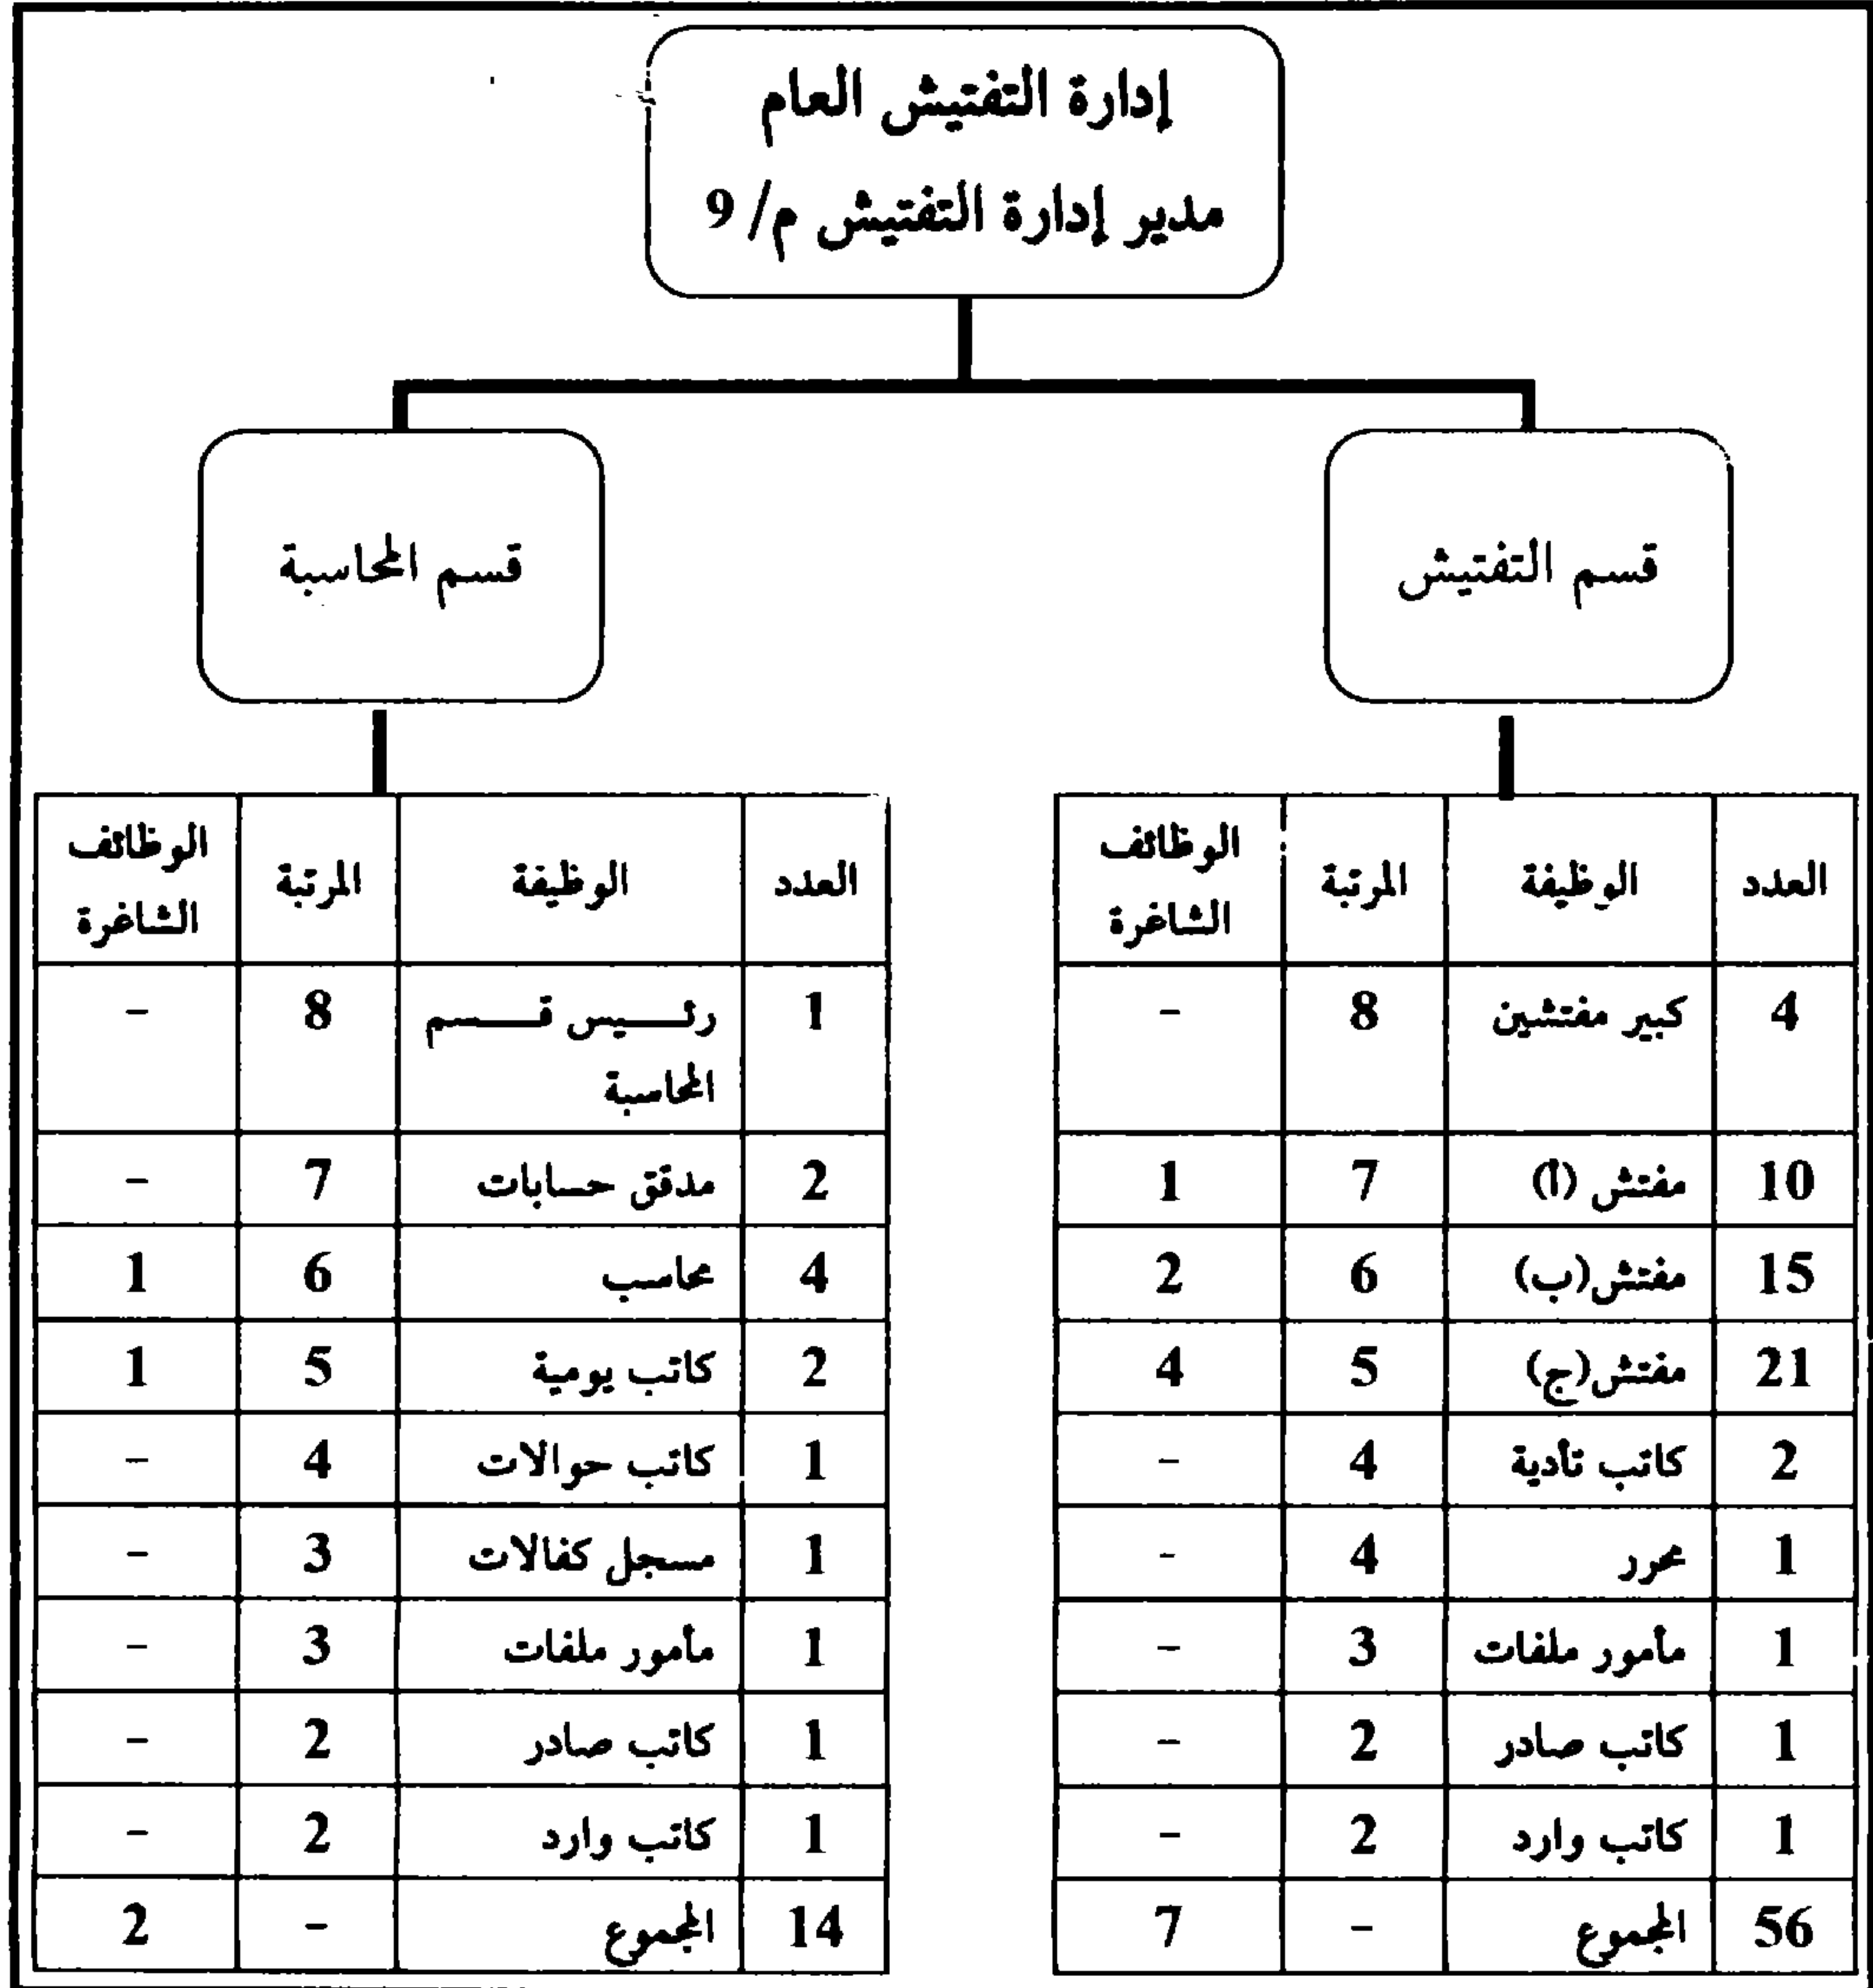 إدارة التفتيش العام
مدير إدارة التفتيش م/ 9
قسم التفتيش
قسم المحاسبة
العدد الوظيفة المرتبة الوظائف الشاغرة
4 كبير مفتشين 8 -
10 مفتش (أ) 7 1
15 مفتش(ب) 6 2
21 مفتش(ج) 5 4
2 كاتب تأدية 4 -
1 محرر 4 -
1 مأمور ملفات 3 -
1 كاتب صادر 2 -
1 كاتب وارد 2 -
56 المجموع - 7
العدد الوظيفة المرتبة الوظائف الشاغرة
1 رئيس قسم المحاسبة 8 -
2 مدقق حسابات 7 -
4 محاسب 6 1
2 كاتب يومية 5 1
1 كاتب حوالات 4 -
1 مسجل كفالات 3 -
1 مأمور ملفات 3 -
1 كاتب صادر 2 -
1 كاتب وارد 2 -
14 المجموع - 2